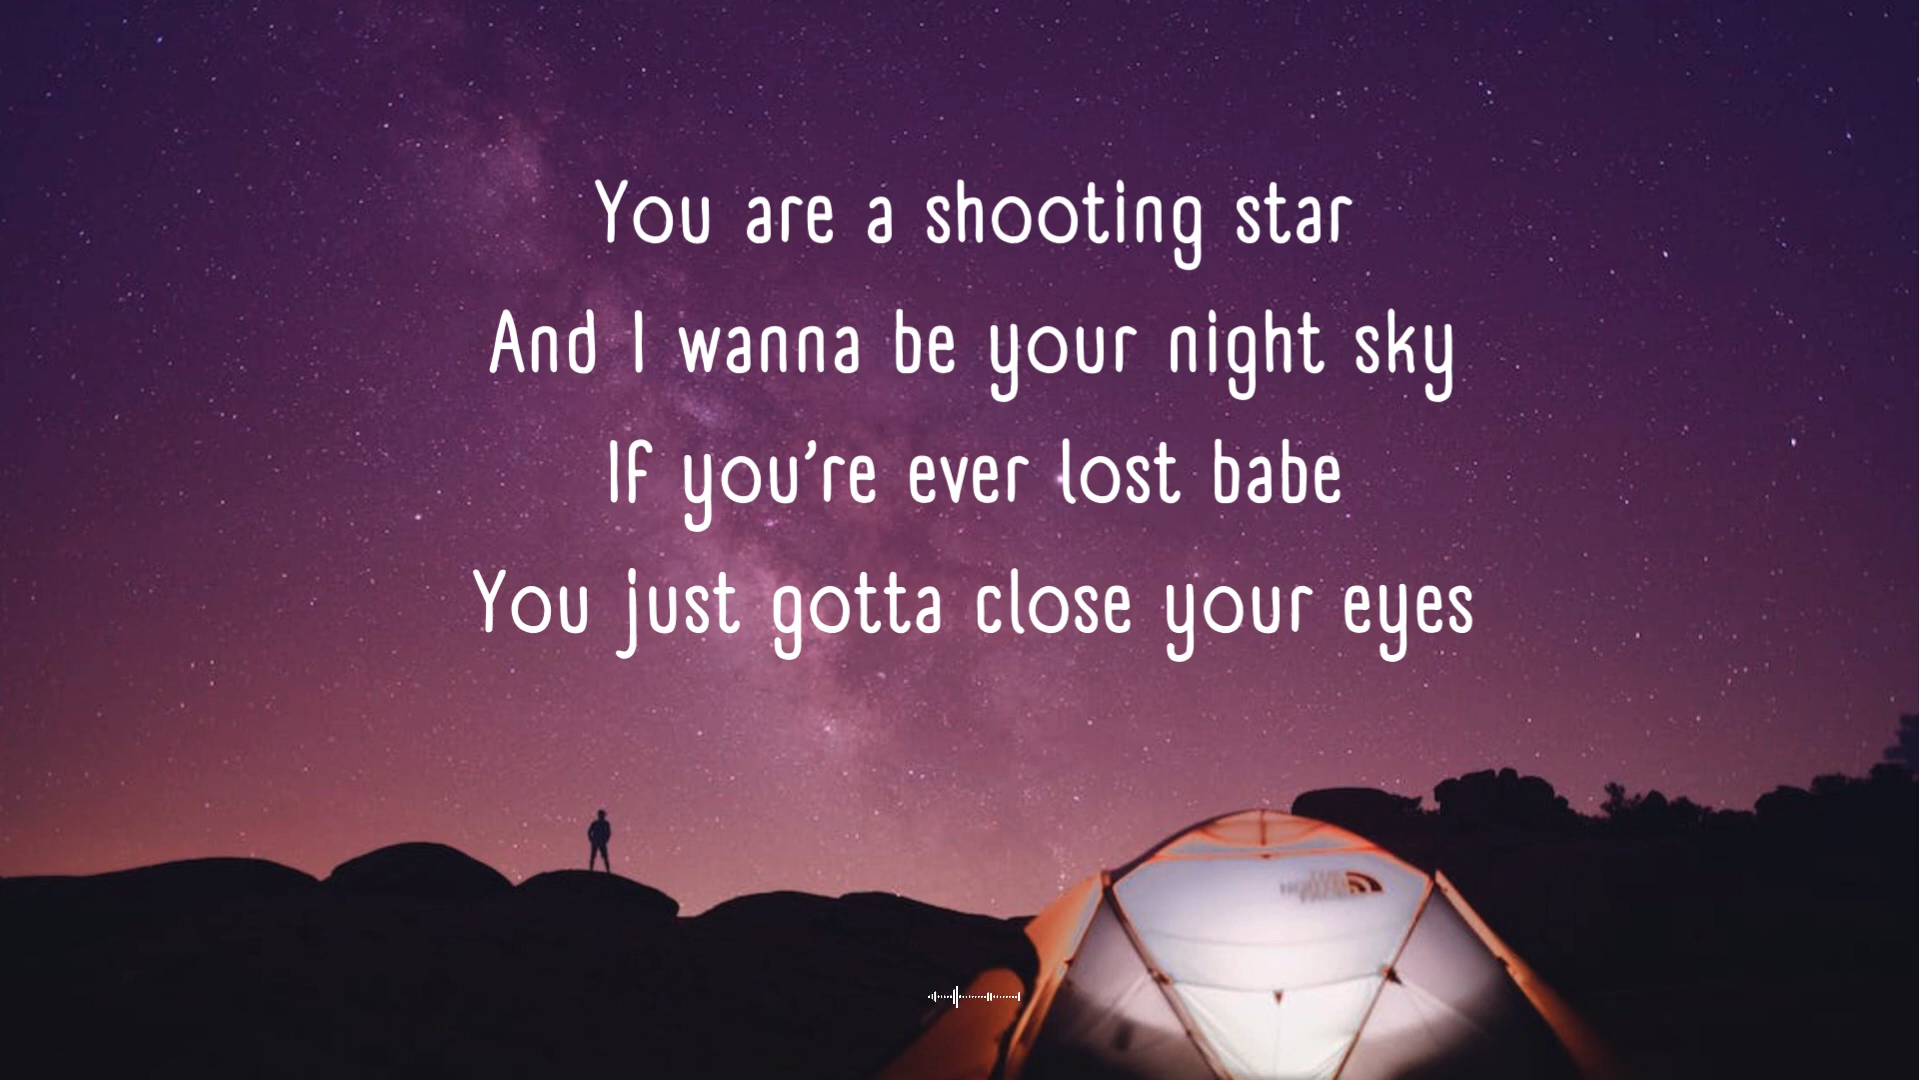 You are a shooting star
And I wanna be your night sky
If you're ever lost babe
You just gotta close your eyes